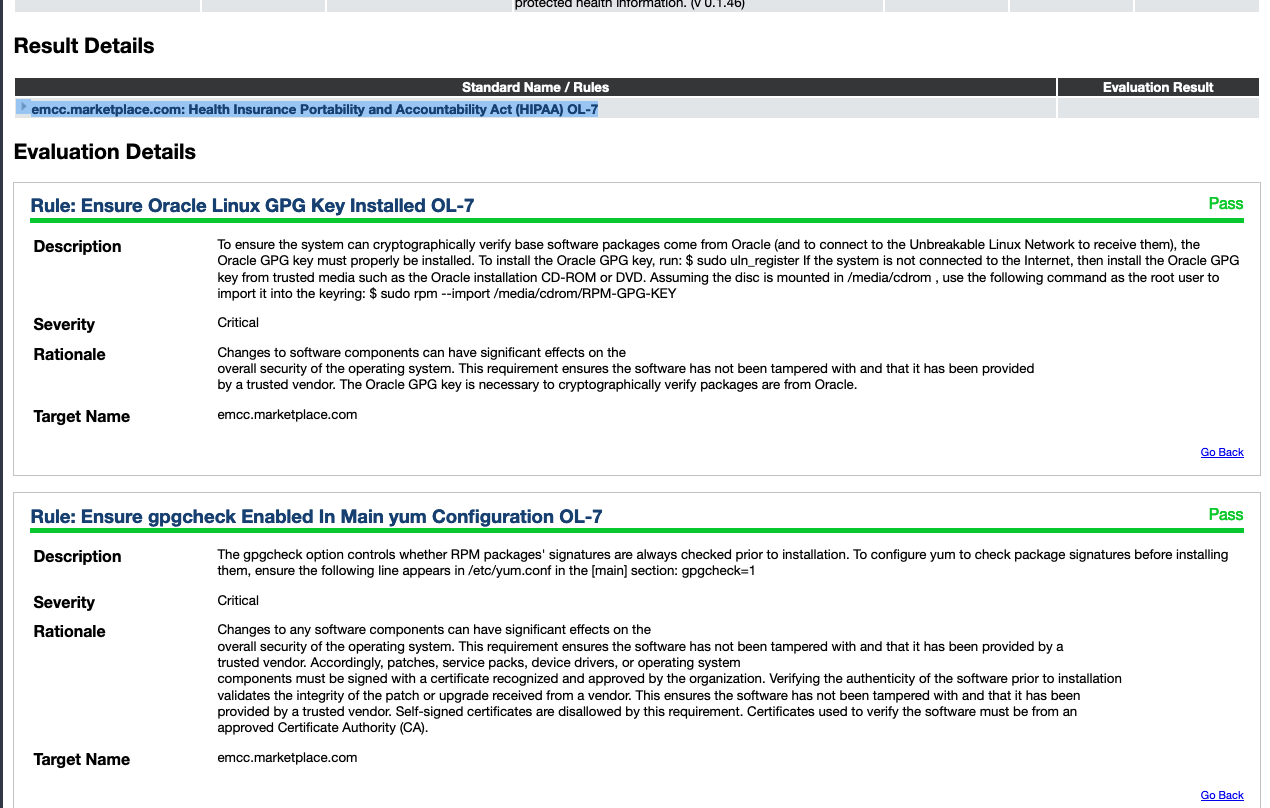 protected health information. (v 0.1.46)
Result Details
Standard Name / Rules Evaluation Result
emcc.marketplace.com: Health Insurance Portability and Accountability Act (HIPAA) OL-7
Evaluation Details
Rule: Ensure Oracle Linux GPG Key Installed OL-7 Pass
Description To ensure the system can cryptographically verify base software packages come from Oracle (and to connect to the Unbreakable Linux Network to receive them), the
Oracle GPG key must properly be installed. To install the Oracle GPG key, run: $ sudo uln_register If the system is not connected to the Internet, then install the Oracle GPG
key from trusted media such as the Oracle installation CD-ROM or DVD. Assuming the disc is mounted in /media/cdrom , use the following command as the root user to
import it into the keyring: $ sudo rpm --import /media/cdrom/RPM-GPG-KEY
Severity Critical
Rationale Changes to software components can have significant effects on the
overall security of the operating system. This requirement ensures the software has not been tampered with and that it has been provided
by a trusted vendor. The Oracle GPG key is necessary to cryptographically verify packages are from Oracle.
Target Name emcc.marketplace.com
Go Back
Rule: Ensure gpgcheck Enabled In Main yum Configuration OL-7 Pass
Description The gpgcheck option controls whether RPM packages' signatures are always checked prior to installation. To configure yum to check package signatures before installing
them, ensure the following line appears in /etc/yum.conf in the [main] section: gpgcheck=1
Severity Critical
Rationale Changes to any software components can have significant effects on the
overall security of the operating system. This requirement ensures the software has not been tampered with and that it has been provided by a
trusted vendor. Accordingly, patches, service packs, device drivers, or operating system
components must be signed with a certificate recognized and approved by the organization. Verifying the authenticity of the software prior to installation
validates the integrity of the patch or upgrade received from a vendor. This ensures the software has not been tampered with and that it has been
provided by a trusted vendor. Self-signed certificates are disallowed by this requirement. Certificates used to verify the software must be from an
approved Certificate Authority (CA).
Target Name emcc.marketplace.com
Go Back